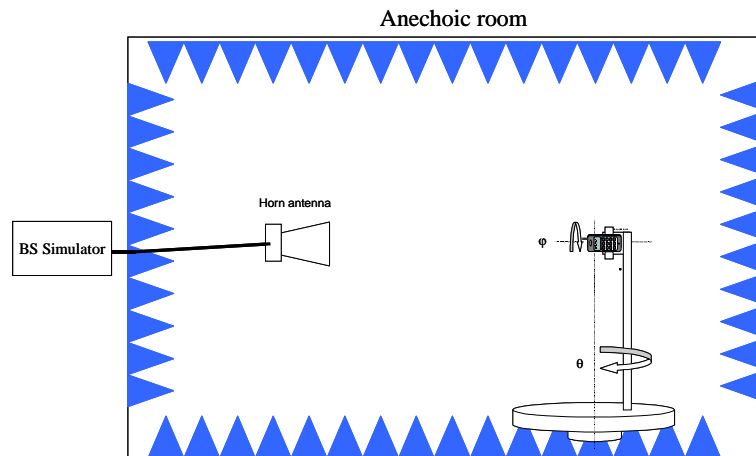 Anechoic room
Horn antenna
BS Simulator
φ
θ